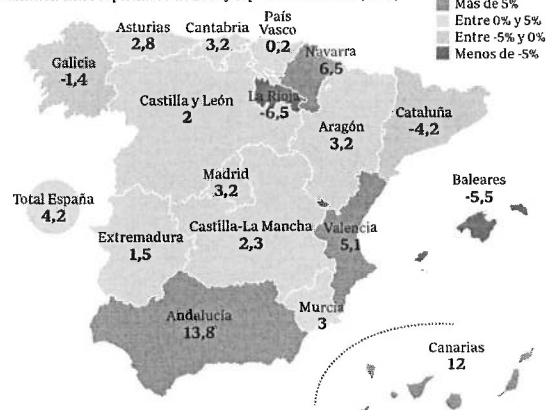 Más de 5%
Entre 0% y 5%
Entre -5% y 0%
Menos de -5%
Asturias
2,8
Cantabria
3,2
País
Vasco
0,2
Navarra
6,5
Galicia
-1,4
La Rioja
-6,5
Castilla y León
2
Aragón
3,2
Cataluña
-4,2
Madrid
3,2
Baleares
-5,5
Total España
4,2
Extremadura
1,5
Castilla-La Mancha
2,3
Valencia
5,1
Andalucía
13,8
Murcia
3
Canarias
12